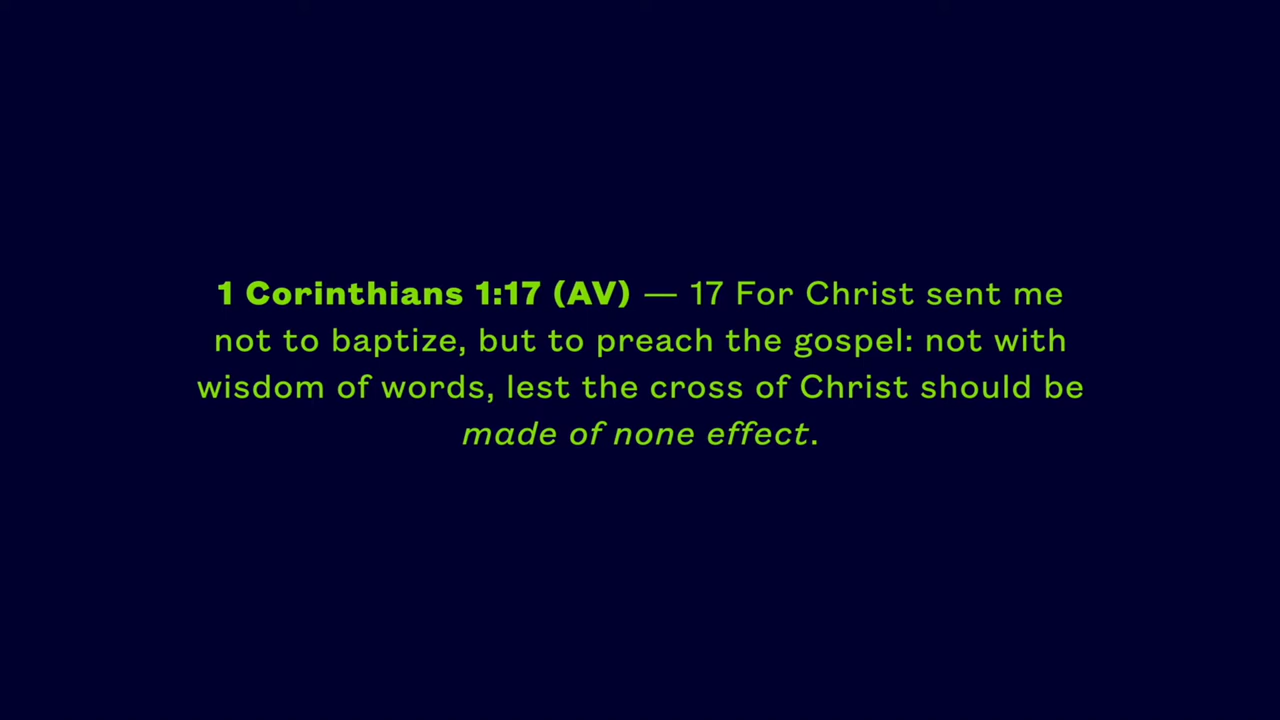 1 Corinthians 1:17 (AV) — 17 For Christ sent me
not to baptize, but to preach the gospel: not with
wisdom of words, lest the cross of Christ should be
made of none effect.